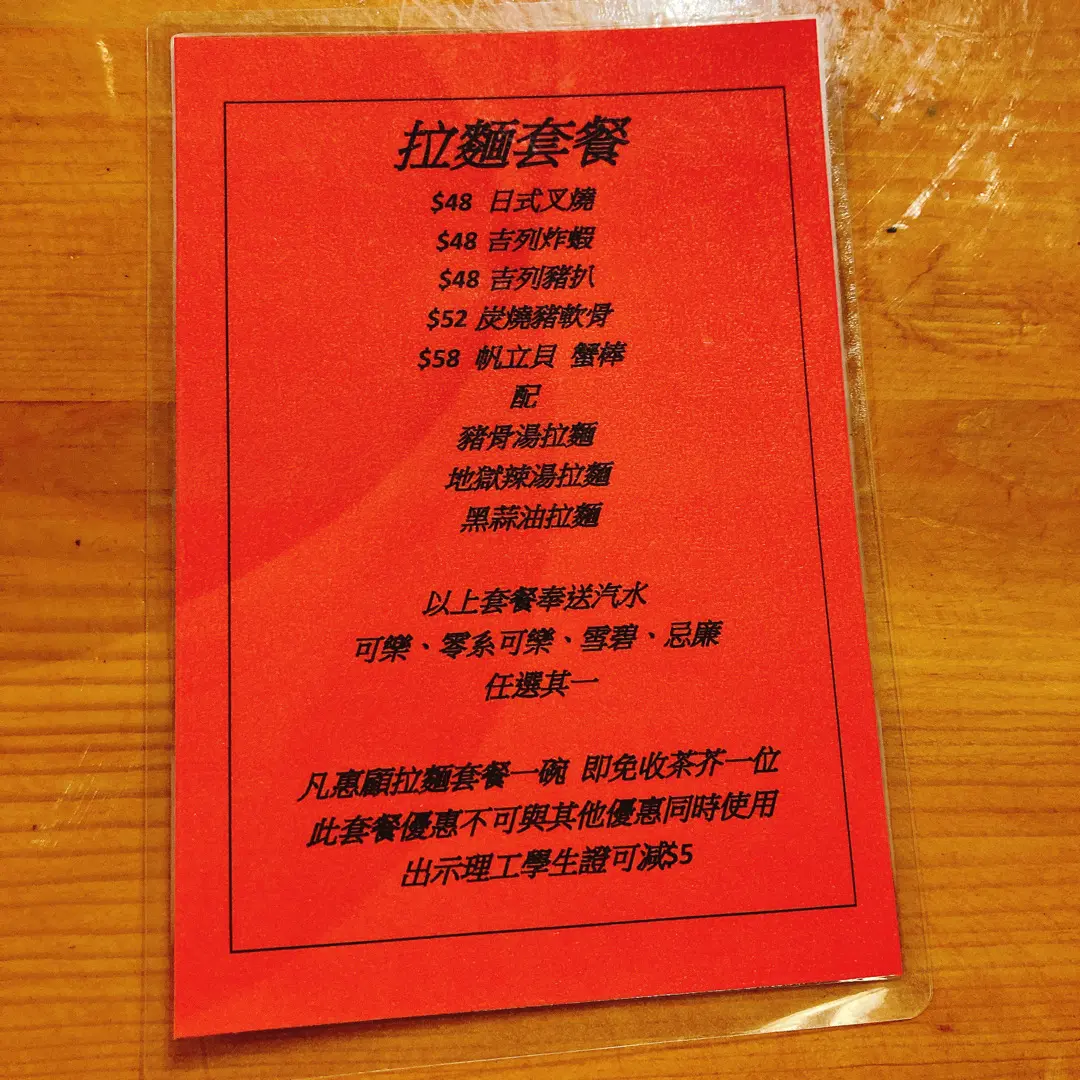 拉麵套餐
$48 日式叉燒
$48 吉列炸蝦
$48 吉列豬扒
$52 炭燒豬軟骨
$58 帆立貝 蟹棒
配
豬骨湯拉麵
地獄辣湯拉麵
黑蒜油拉麵
以上套餐奉送汽水
可樂、零系可樂、雪碧、忌廉
任選其一
凡惠顧拉麵套餐一碗 即免收茶芥一位
此套餐優惠不可與其他優惠同時使用
出示理工學生證可減$5